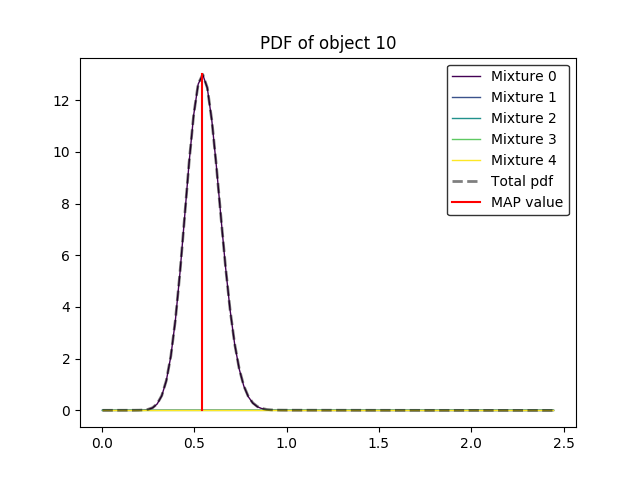 PDF of object 10
Mixture 0
Mixture 1
Mixture 2
Mixture 3
Mixture 4
Total pdf
MAP value
12
10
8
6
4
2
0
0.0 0.5 1.0 1.5 2.0 2.5